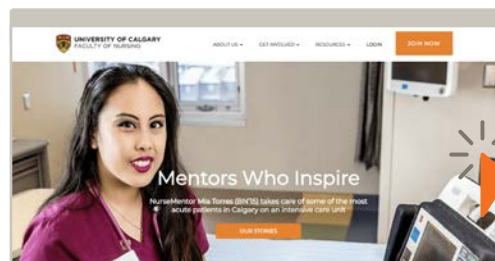 UNIVERSITY OF CALGARY
FACULTY OF NURSING
ABOUT US GET INVOLVED RESOURCES LOGIN JOIN NOW
Mentors Who Inspire
NurseMentor Mia Torres (BN'15) takes care of some of the most
acute patients in Calgary on an intensive care unit
OUR STORIES